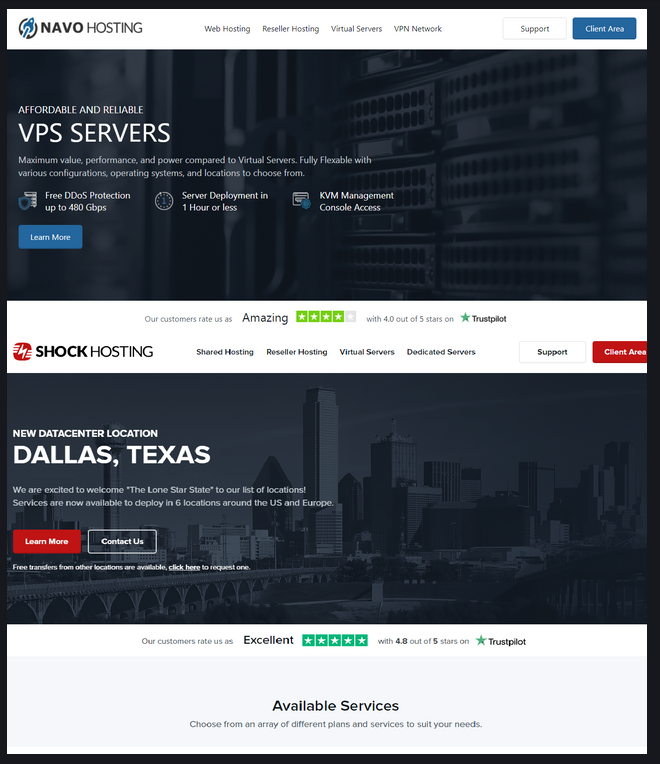 NAVO HOSTING
Web Hosting Reseller Hosting Virtual Servers VPN Network
Support Client Area
AFFORDABLE AND RELIABLE
VPS SERVERS
Maximum value, performance, and power compared to Virtual Servers. Fully Flexable with
various configurations, operating systems, and locations to choose from.
Free DDoS Protection
up to 480 Gbps
Server Deployment in
1 Hour or less
KVM Management
Console Access
Learn More
Our customers rate us as Amazing with 4.0 out of 5 stars on Trustpilot
SHOCK HOSTING
Shared Hosting Reseller Hosting Virtual Servers Dedicated Servers
Support Client Area
NEW DATACENTER LOCATION
DALLAS, TEXAS
We are excited to welcome "The Lone Star State" to our list of locations!
Services are now available to deploy in 6 locations around the US and Europe.
Learn More Contact Us
Free transfers from other locations are available, click here to request one.
Our customers rate us as Excellent with 4.8 out of 5 stars on Trustpilot
Available Services
Choose from an array of different plans and services to suit your needs.